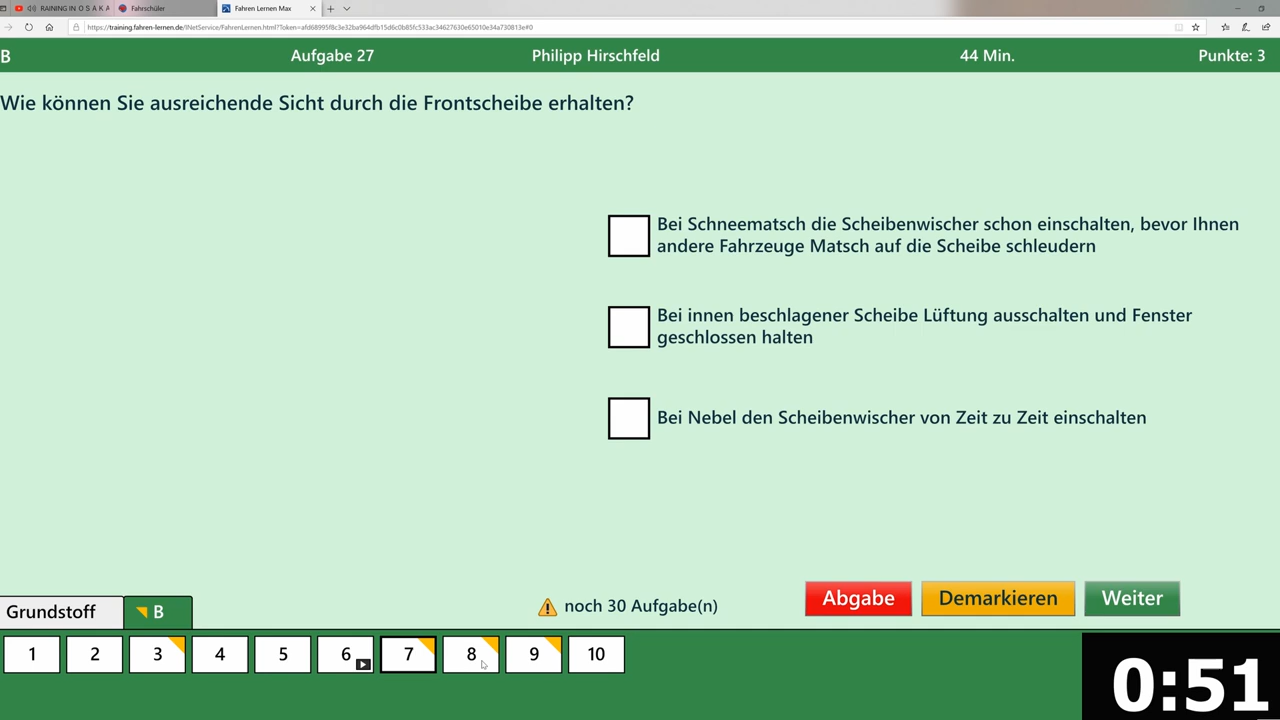 RAINING IN O S A K A
Fahrschüler
Fahren Lernen Max
B
Aufgabe 27
Philipp Hirschfeld
44 Min.
Punkte: 3
Wie können Sie ausreichende Sicht durch die Frontscheibe erhalten?
Bei Schneematsch die Scheibenwischer schon einschalten, bevor Ihnen
andere Fahrzeuge Matsch auf die Scheibe schleudern
Bei innen beschlagener Scheibe Lüftung ausschalten und Fenster
geschlossen halten
Bei Nebel den Scheibenwischer von Zeit zu Zeit einschalten
Grundstoff
B
noch 30 Aufgabe(n)
Abgabe
Demarkieren
Weiter
1 2 3 4 5 6 7 8 9 10
0:51